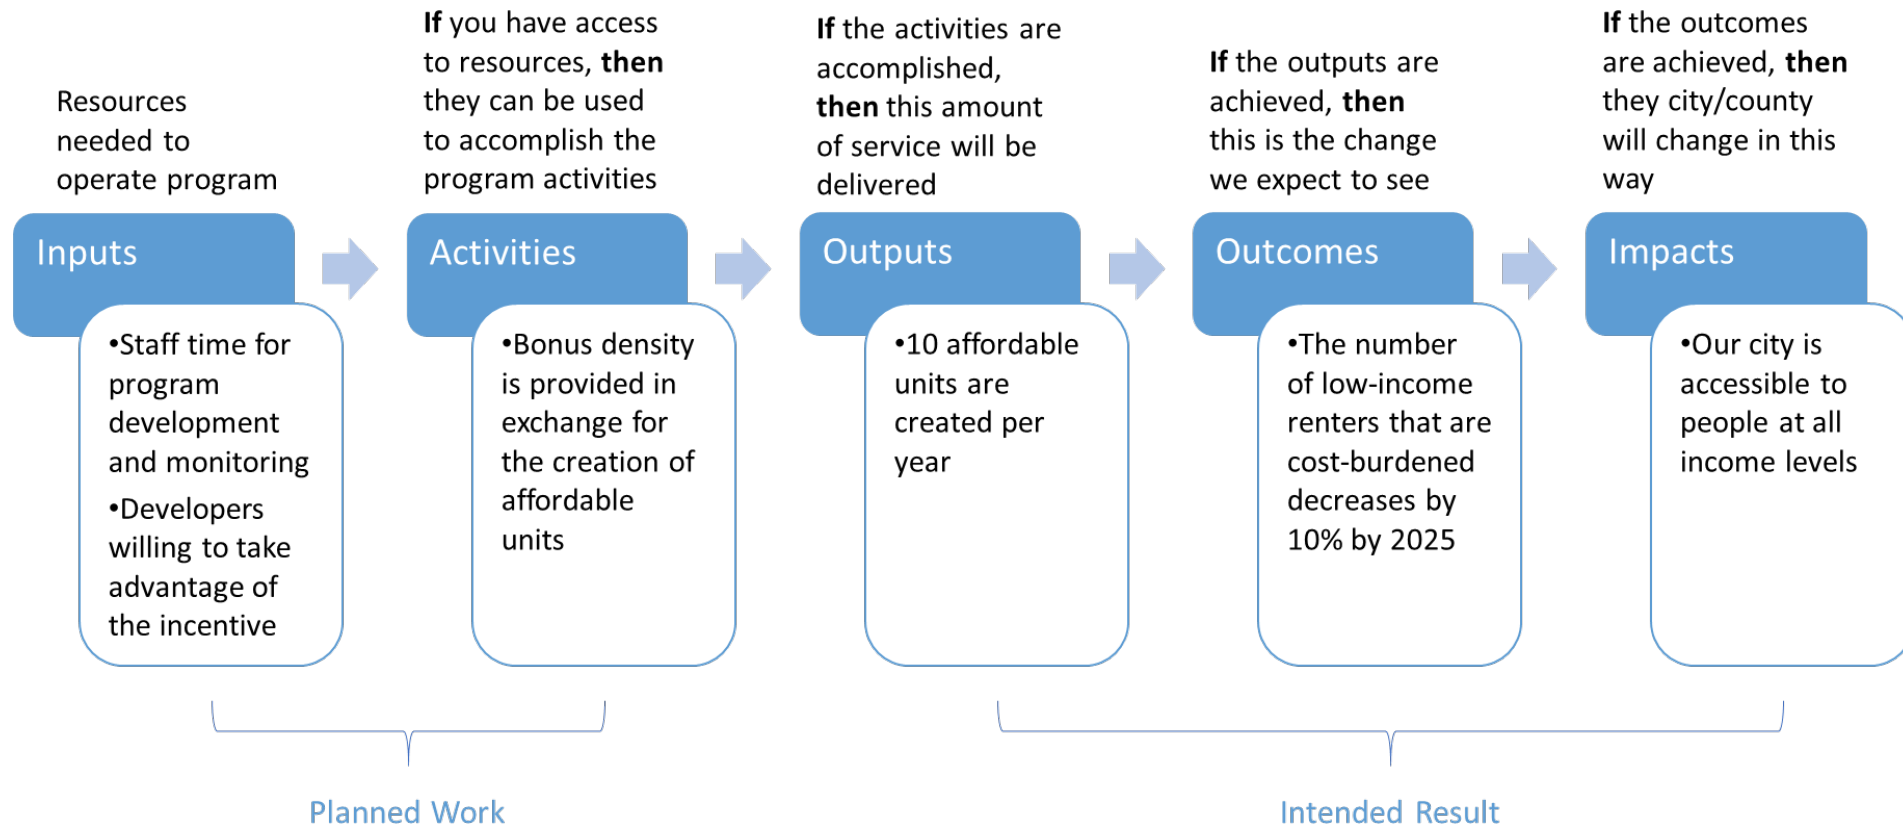 Resources
needed to
operate program
If you have access
to resources, then
they can be used
to accomplish the
program activities
If the activities are
accomplished,
then this amount
of service will be
delivered
If the outputs are
achieved, then
this is the change
we expect to see
If the outcomes
are achieved, then
they city/county
will change in this
way
Inputs
Activities
Outputs
Outcomes
Impacts
•Staff time for
program
development
and monitoring
•Developers
willing to take
advantage of
the incentive
•Bonus density
is provided in
exchange for
the creation of
affordable
units
•10 affordable
units are
created per
year
•The number
of low-income
renters that are
cost-burdened
decreases by
10% by 2025
•Our city is
accessible to
people at all
income levels
Planned Work
Intended Result